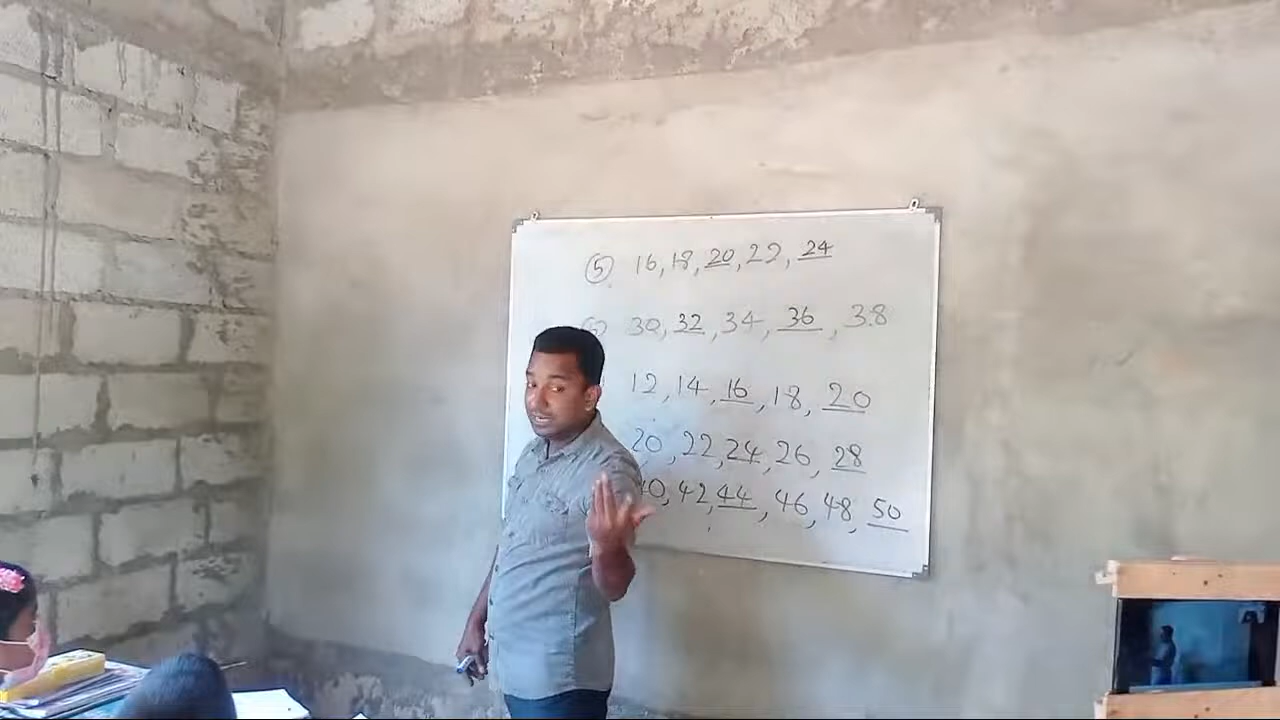 ⑤ 16, 18, 20, 22, 24
30, 32, 34, 36, 38
12, 14, 16, 18, 20
20, 22, 24, 26, 28
40, 42, 44, 46, 48, 50